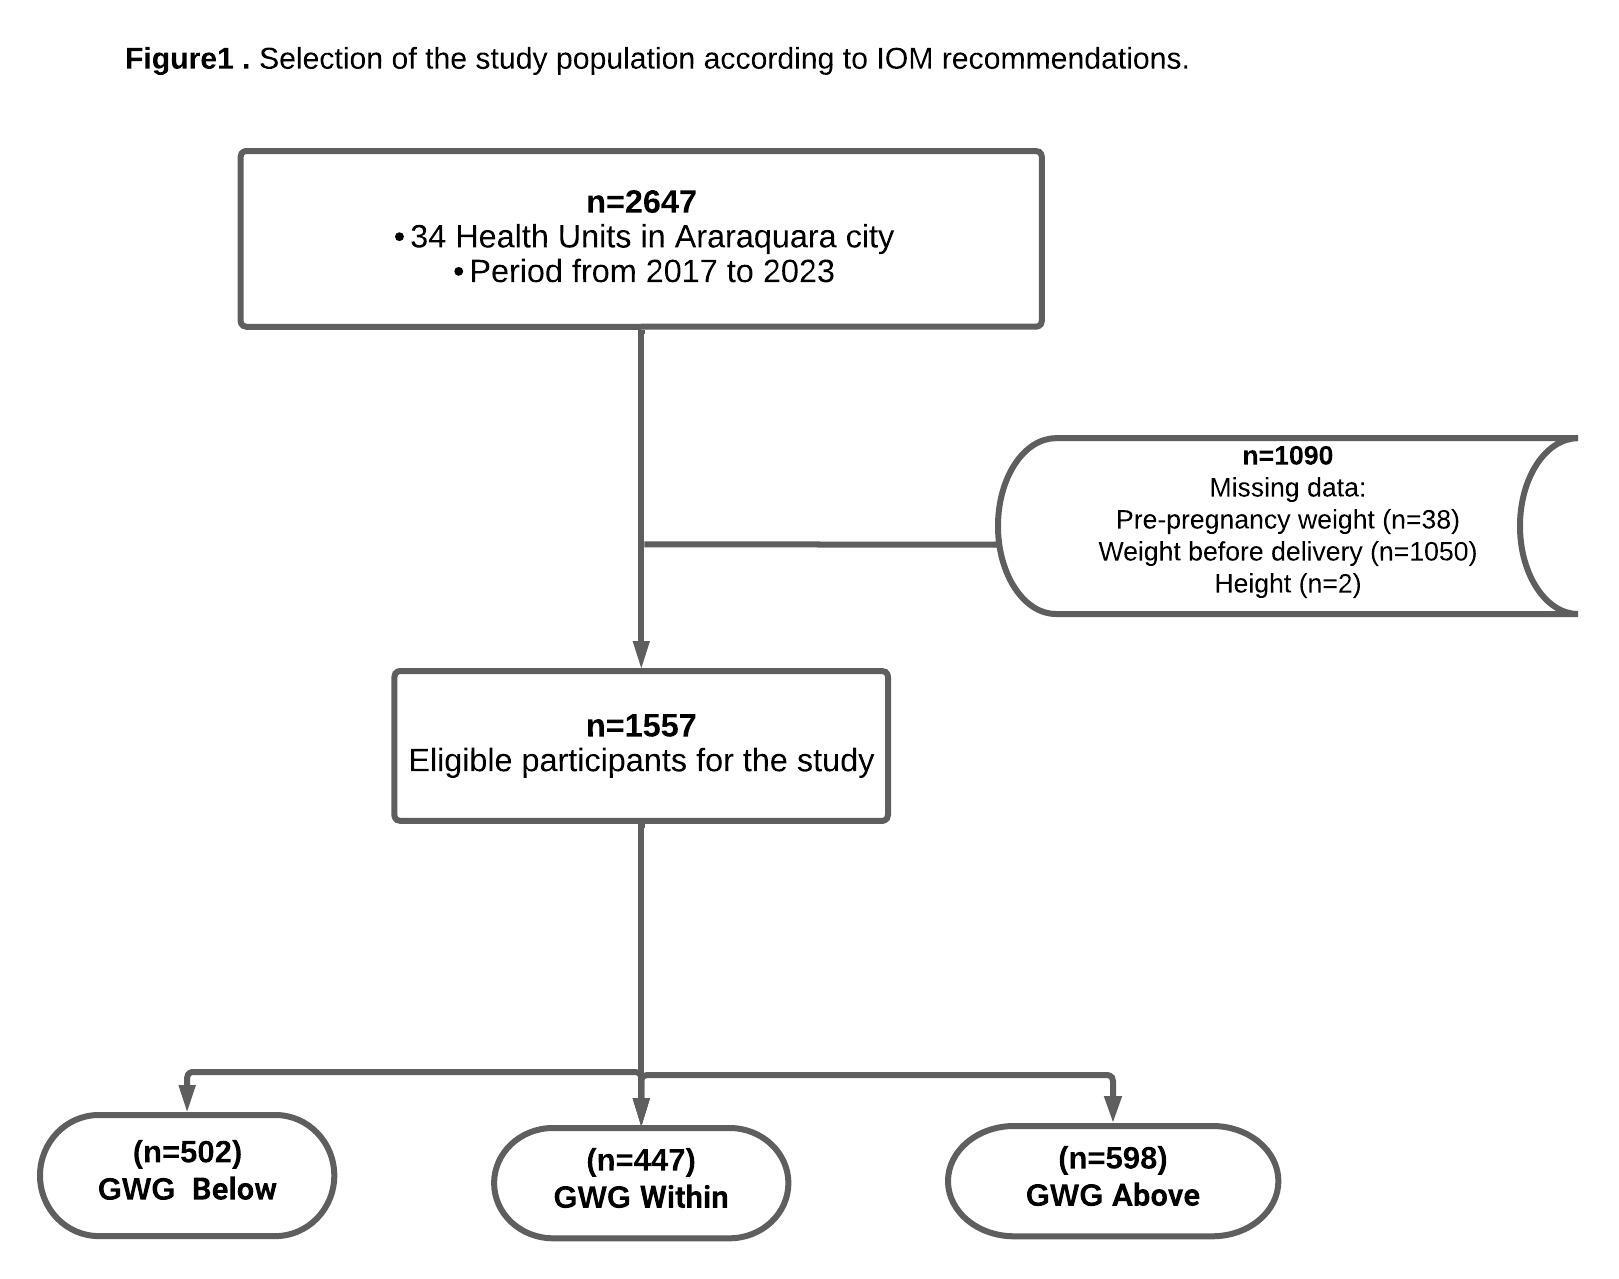 Figure1 . Selection of the study population according to IOM recommendations.
n=2647
•34 Health Units in Araraquara city
•Period from 2017 to 2023
n=1090
Missing data:
Pre-pregnancy weight (n=38)
Weight before delivery (n=1050)
Height (n=2)
n=1557
Eligible participants for the study
(n=502)
GWG  Below
(n=447)
GWG Within
(n=598)
GWG Above